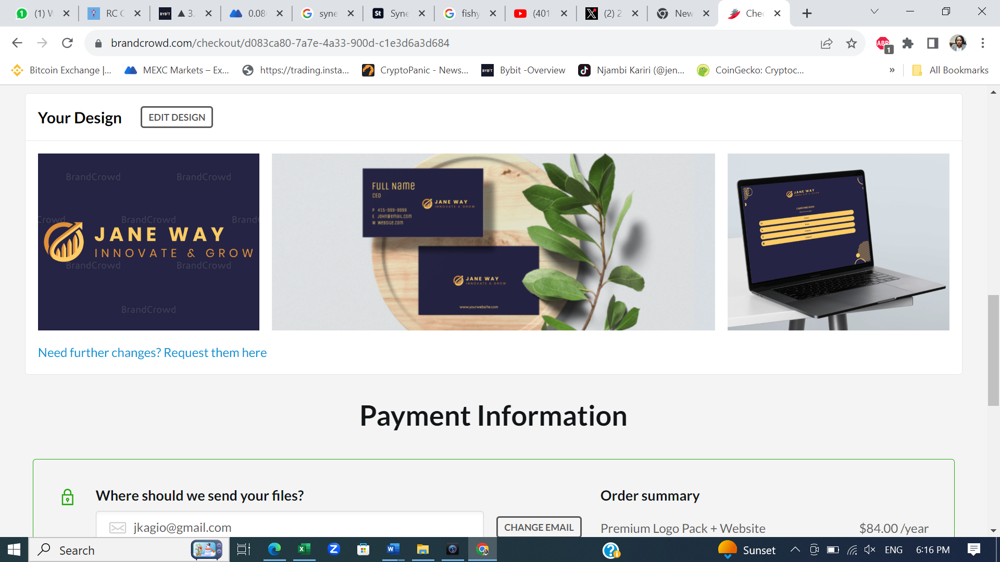 (1) W
RC C
3.
0.08
syne
Syne
fishy
(401
(2) 2
New
Chec
brandcrowd.com/checkout/d083ca80-7a7e-4a33-900d-c1e3d6a3d684
ABP
1
Bitcoin Exchange |...
MEXC Markets – Ex...
https://trading.insta...
CryptoPanic - News...
Bybit -Overview
Njambi Kariri (@jen...
CoinGecko: Cryptoc...
»
All Bookmarks
Your Design
EDIT DESIGN
BrandCrowd BrandCrowd
Crowd BrandCrowd Brand
JANE WAY
INNOVATE & GROW
BrandCrowd BrandCrowd
BrandCrowd
FULL Name
CEO
JANE WAY
INNOVATE & GROW
P 415-999-9999
E JOHN@EMAIL.COM
W WEBSITE.COM
JANE WAY
INNOVATE & GROW
www.yourwebsite.com
JANE WAY
INNOVATE & GROW
LAUNCHING SOON
Need further changes? Request them here
Payment Information
Where should we send your files?
jkagio@gmail.com
CHANGE EMAIL
Order summary
Premium Logo Pack + Website
$84.00 /year
Search
Sunset
ENG
6:16 PM